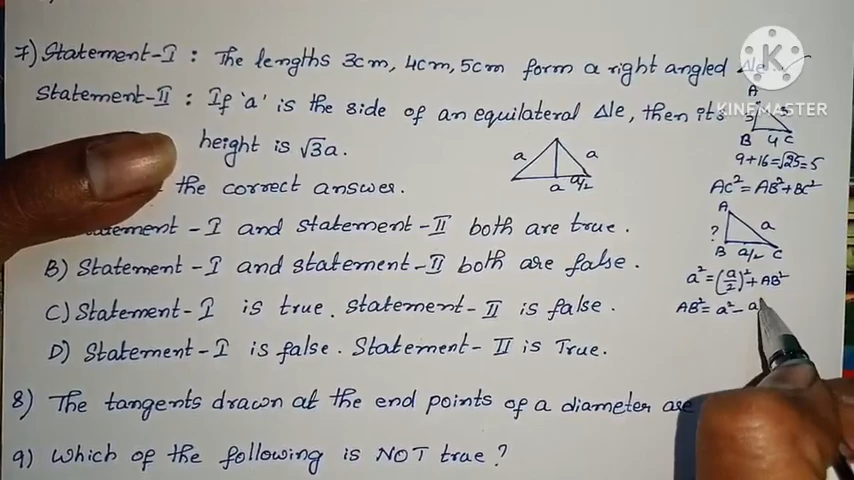 7) Statement-I : The lengths 3cm, 4cm, 5cm form a right angled Δle
Statement-II : If 'a' is the side of an equilateral Δle, then its
height is √3a.
the correct answer.
Statement-I and statement-II both are true.
B) Statement-I and statement-II both are false.
C) Statement-I is true. Statement-II is false.
D) Statement-I is false. Statement-II is True.
8) The tangents drawn at the end points of a diameter are
9) Which of the following is NOT true?
a a
a a/2
K
KINEMASTER
A
3 5
B 4 C
9+16=√25=5
AC²=AB²+BC²
A
? a
B a/2 C
a²=(a/2)²+AB²
AB²=a²-a